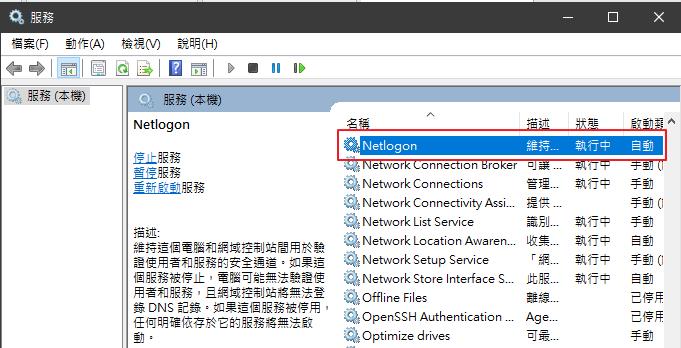 服務
檔案(F) 動作(A) 檢視(V) 說明(H)
服務 (本機)
服務 (本機)
Netlogon
停止服務
暫停服務
重新啟動服務
描述:
維持這個電腦和網域控制站間用於驗
證使用者和服務的安全通道。如果這
個服務被停止，電腦可能無法驗證使
用者和服務，且網域控制站將無法登
錄 DNS 記錄。如果這個服務被停用，
任何明確依存於它的服務將無法啟
動。
名稱 描述 狀態 啟動類
Netlogon 維持... 執行中 自動
Network Connection Broker 可讓 ... 執行中 手動 (
Network Connections 管理... 執行中 手動
Network Connectivity Assi... 提供 ... 手動 (
Network List Service 識別... 執行中 手動
Network Location Awaren... 收集... 執行中 自動
Network Setup Service 「網... 執行中 手動 (
Network Store Interface S... 此服... 執行中 自動
Offline Files 離線... 已停用
OpenSSH Authentication ... Age... 已停用
Optimize drives 可最... 手動